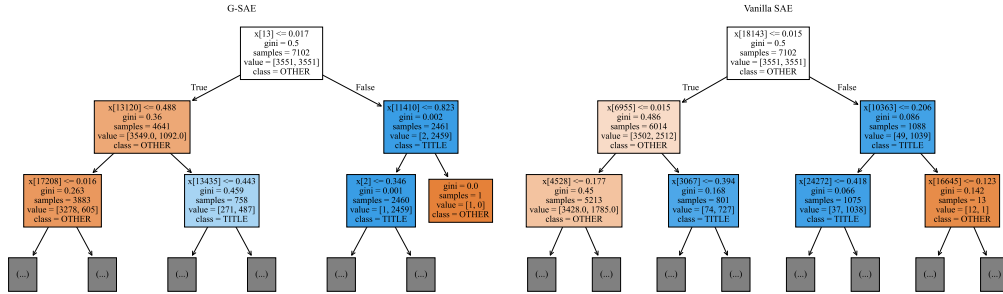 G-SAE
x[13] <= 0.017
gini = 0.5
samples = 7102
value = [3551, 3551]
class = OTHER
True
False
x[13120] <= 0.488
gini = 0.36
samples = 4641
value = [3549.0, 1092.0]
class = OTHER
x[11410] <= 0.823
gini = 0.002
samples = 2461
value = [2, 2459]
class = TITLE
x[17208] <= 0.016
gini = 0.263
samples = 3883
value = [3278, 605]
class = OTHER
x[13435] <= 0.443
gini = 0.459
samples = 758
value = [271, 487]
class = TITLE
x[2] <= 0.346
gini = 0.001
samples = 2460
value = [1, 2459]
class = TITLE
gini = 0.0
samples = 1
value = [1, 0]
class = OTHER
(...)
(...)
(...)
(...)
(...)
(...)
Vanilla SAE
x[18143] <= 0.015
gini = 0.5
samples = 7102
value = [3551, 3551]
class = OTHER
True
False
x[6955] <= 0.015
gini = 0.486
samples = 6014
value = [3502, 2512]
class = OTHER
x[10363] <= 0.206
gini = 0.086
samples = 1088
value = [49, 1039]
class = TITLE
x[4528] <= 0.177
gini = 0.45
samples = 5213
value = [3428.0, 1785.0]
class = OTHER
x[3067] <= 0.394
gini = 0.168
samples = 801
value = [74, 727]
class = TITLE
x[24272] <= 0.418
gini = 0.066
samples = 1075
value = [37, 1038]
class = TITLE
x[16645] <= 0.123
gini = 0.142
samples = 13
value = [12, 1]
class = OTHER
(...)
(...)
(...)
(...)
(...)
(...)
(...)
(...)